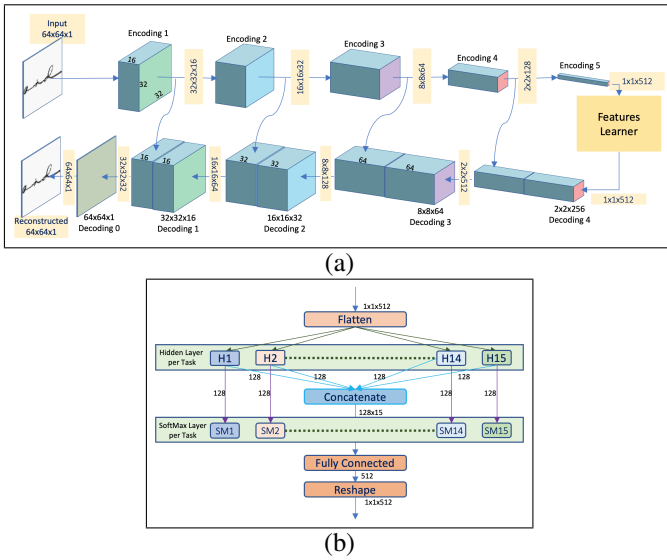 Input
64x64x1
Encoding 1
Encoding 2
Encoding 3
Encoding 4
Encoding 5
and
16
32
32
32x32x16
16x16x32
8x8x64
2x2x128
1x1x512
Features
Learner
and
64x64x1
32x32x32
16
16
16x16x64
32
32
8x8x128
64
64
2x2x512
1x1x512
Reconstructed
64x64x1
64x64x1
Decoding 0
32x32x16
Decoding 1
16x16x32
Decoding 2
8x8x64
Decoding 3
2x2x256
Decoding 4
(a)
1x1x512
Flatten
Hidden Layer
per Task
H1 H2 H14 H15
128 128 128 128
128 128 128 128
Concatenate
128x15
SoftMax Layer
per Task
SM1 SM2 SM14 SM15
Fully Connected
512
Reshape
1x1x512
(b)